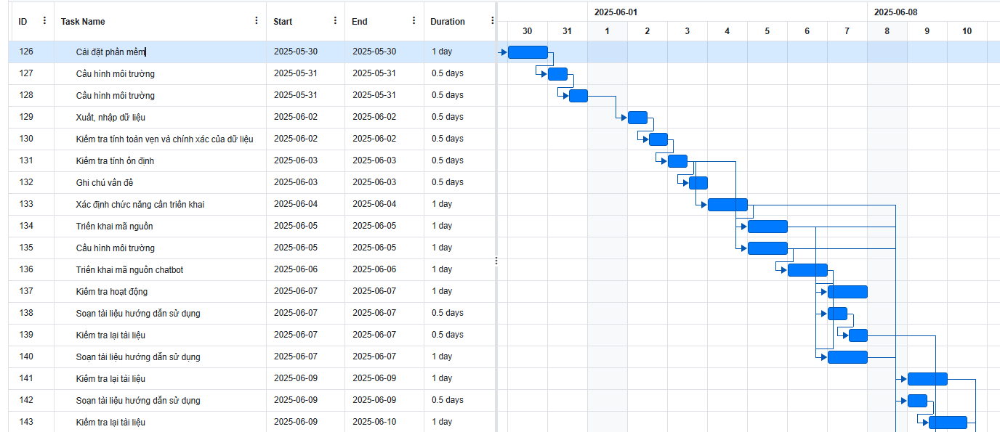 ID Task Name Start End Duration 2025-06-01 2025-06-08
30 31 1 2 3 4 5 6 7 8 9 10
126 Cài đặt phần mềm 2025-05-30 2025-05-30 1 day
127 Cấu hình môi trường 2025-05-31 2025-05-31 0.5 days
128 Cấu hình môi trường 2025-05-31 2025-05-31 0.5 days
129 Xuất, nhập dữ liệu 2025-06-02 2025-06-02 0.5 days
130 Kiểm tra tính toàn vẹn và chính xác của dữ liệu 2025-06-02 2025-06-02 0.5 days
131 Kiểm tra tính ổn định 2025-06-03 2025-06-03 0.5 days
132 Ghi chú vấn đề 2025-06-03 2025-06-03 0.5 days
133 Xác định chức năng cần triển khai 2025-06-04 2025-06-04 1 day
134 Triển khai mã nguồn 2025-06-05 2025-06-05 1 day
135 Cấu hình môi trường 2025-06-05 2025-06-05 1 day
136 Triển khai mã nguồn chatbot 2025-06-06 2025-06-06 1 day
137 Kiểm tra hoạt động 2025-06-07 2025-06-07 1 day
138 Soạn tài liệu hướng dẫn sử dụng 2025-06-07 2025-06-07 0.5 days
139 Kiểm tra lại tài liệu 2025-06-07 2025-06-07 0.5 days
140 Soạn tài liệu hướng dẫn sử dụng 2025-06-07 2025-06-07 1 day
141 Kiểm tra lại tài liệu 2025-06-09 2025-06-09 1 day
142 Soạn tài liệu hướng dẫn sử dụng 2025-06-09 2025-06-09 0.5 days
143 Kiểm tra lại tài liệu 2025-06-09 2025-06-10 1 day